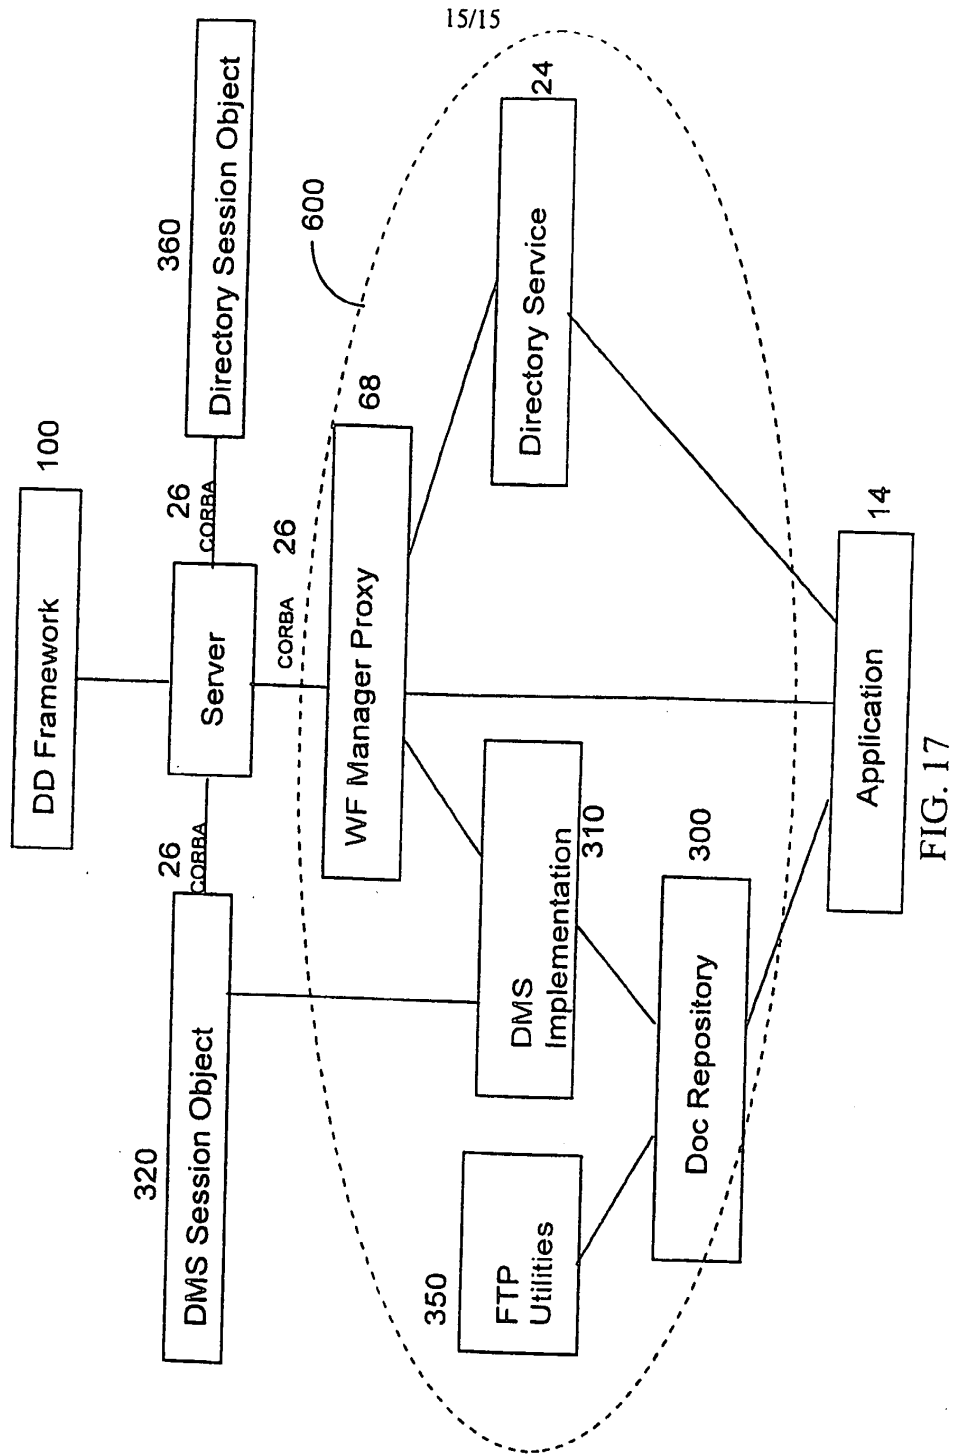 15/15
DD Framework
100
320
DMS Session Object
26
CORBA
Server
26
CORBA
360
Directory Session Object
CORBA
26
600
WF Manager Proxy
68
350
FTP
Utilities
DMS
Implementation
310
Directory Service
24
Doc Repository
300
Application
14
FIG. 17